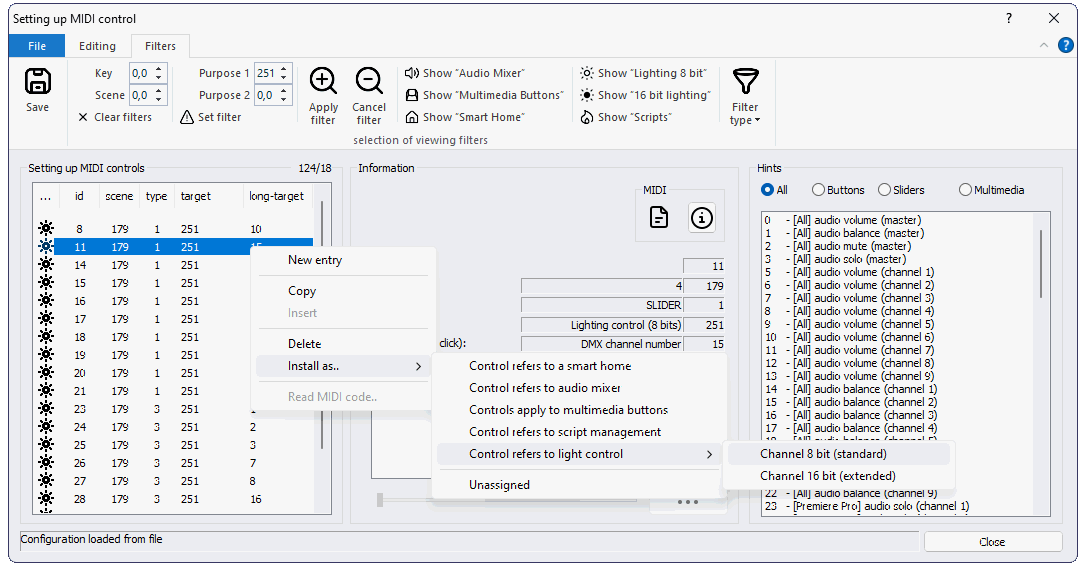 Setting up MIDI control
?
File Editing Filters
?
Save
Key 0,0
Scene 0,0
Clear filters
Purpose 1 251
Purpose 2 0,0
Set filter
Apply filter
Cancel filter
Show "Audio Mixer"
Show "Multimedia Buttons"
Show "Smart Home"
Show "Lighting 8 bit"
Show "16 bit lighting"
Show "Scripts"
Filter type
selection of viewing filters
Setting up MIDI controls 124/18
... id scene type target long-target
8 179 1 251 10
11 179 1 251 15
14 179 1 251
15 179 1 251
16 179 1 251
17 179 1 251
18 179 1 251
19 179 1 251
20 179 1 251
21 179 1 251
23 179 3 251
24 179 3 251 2
25 179 3 251 3
26 179 3 251 7
27 179 3 251 8
28 179 3 251 16
New entry
Copy
Insert
Delete
Install as..
Read MIDI code..
Control refers to a smart home
Control refers to audio mixer
Controls apply to multimedia buttons
Control refers to script management
Control refers to light control
Unassigned
Channel 8 bit (standard)
Channel 16 bit (extended)
Information
MIDI
11
4 179
SLIDER 1
Lighting control (8 bits) 251
click): DMX channel number 15
Hints
All Buttons Sliders Multimedia
0 - [All] audio volume (master)
1 - [All] audio balance (master)
2 - [All] audio mute (master)
3 - [All] audio solo (master)
5 - [All] audio volume (channel 1)
6 - [All] audio volume (channel 2)
7 - [All] audio volume (channel 3)
8 - [All] audio volume (channel 4)
9 - [All] audio volume (channel 5)
10 - [All] audio volume (channel 6)
11 - [All] audio volume (channel 7)
12 - [All] audio volume (channel 8)
13 - [All] audio volume (channel 9)
14 - [All] audio balance (channel 1)
15 - [All] audio balance (channel 2)
16 - [All] audio balance (channel 3)
17 - [All] audio balance (channel 4)
22 - [All] audio balance (channel 9)
23 - [Premiere Pro] audio solo (channel 1)
Configuration loaded from file
Close